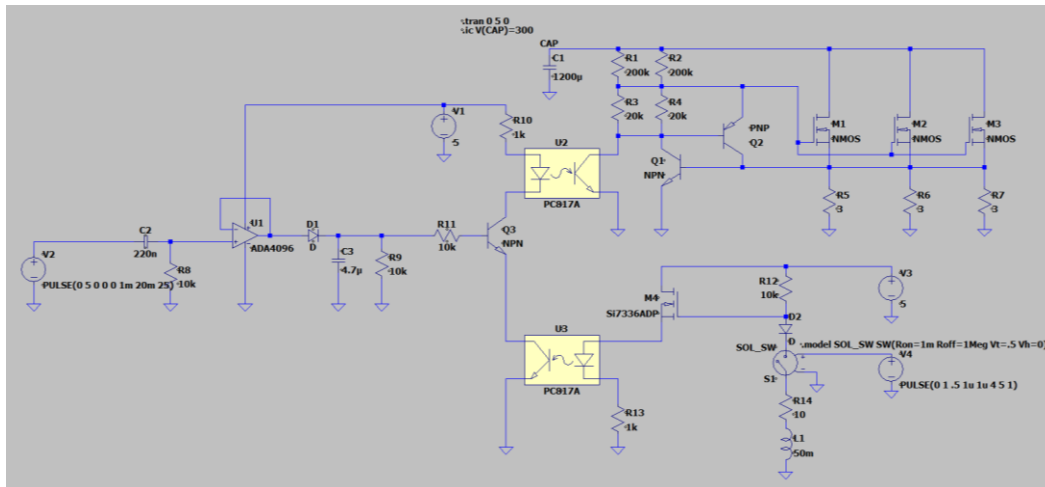 .tran 0 5 0
.ic V(CAP)=300
CAP
C1
1200µ
R1
200k
R2
200k
R3
20k
R4
20k
PNP
Q2
Q1
NPN
M1
NMOS
M2
NMOS
M3
NMOS
R5
3
R6
3
R7
3
V1
5
R10
1k
U2
PC817A
U1
ADA4096
C2
220n
V2
PULSE(0 5 0 0 0 1m 20m 25)
R8
10k
D1
D
C3
4.7µ
R9
10k
R11
10k
Q3
NPN
U3
PC817A
R13
1k
M4
Si7336ADP
R12
10k
V3
5
D2
D
.model SOL_SW SW(Ron=1m Roff=1Meg Vt=.5 Vh=0)
SOL_SW
S1
V4
PULSE(0 1 .5 1u 1u 4 5 1)
R14
10
L1
50m